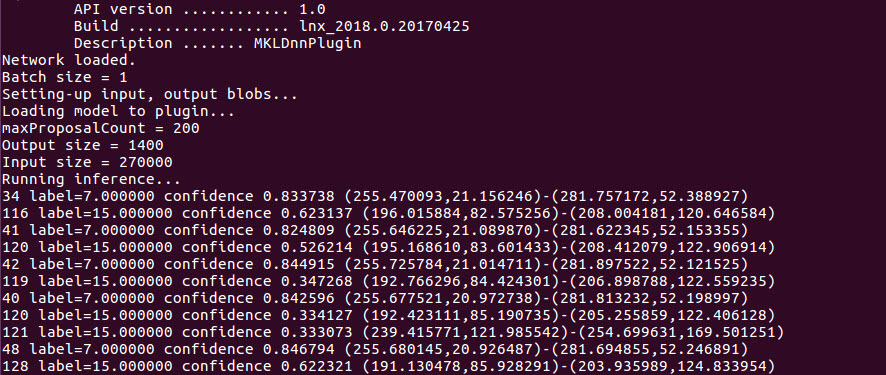 API version ............ 1.0
Build .................. lnx_2018.0.20170425
Description ....... MKLDnnPlugin
Network loaded.
Batch size = 1
Setting-up input, output blobs...
Loading model to plugin...
maxProposalCount = 200
Output size = 1400
Input size = 270000
Running inference...
34 label=7.000000 confidence 0.833738 (255.470093,21.156246)-(281.757172,52.388927)
116 label=15.000000 confidence 0.623137 (196.015884,82.575256)-(208.004181,120.646584)
41 label=7.000000 confidence 0.824809 (255.646225,21.089870)-(281.622345,52.153355)
120 label=15.000000 confidence 0.526214 (195.168610,83.601433)-(208.412079,122.906914)
42 label=7.000000 confidence 0.844915 (255.725784,21.014711)-(281.897522,52.121525)
119 label=15.000000 confidence 0.347268 (192.766296,84.424301)-(206.898788,122.559235)
40 label=7.000000 confidence 0.842596 (255.677521,20.972738)-(281.813232,52.198997)
120 label=15.000000 confidence 0.334127 (192.423111,85.190735)-(205.255859,122.406128)
121 label=15.000000 confidence 0.333073 (239.415771,121.985542)-(254.699631,169.501251)
48 label=7.000000 confidence 0.846794 (255.680145,20.926487)-(281.694855,52.246891)
128 label=15.000000 confidence 0.622321 (191.130478,85.928291)-(203.935989,124.833954)